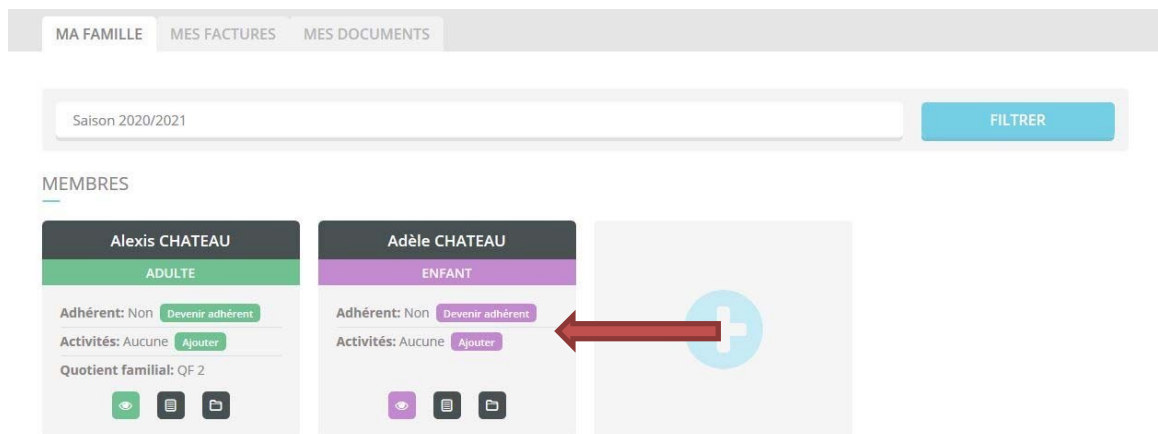 MA FAMILLE MES FACTURES MES DOCUMENTS
Saison 2020/2021 FILTRER
MEMBRES
Alexis CHATEAU
ADULTE
Adhérent: Non Devenir adhérent
Activités: Aucune Ajouter
Quotient familial: QF 2
Adèle CHATEAU
ENFANT
Adhérent: Non Devenir adhérent
Activités: Aucune Ajouter